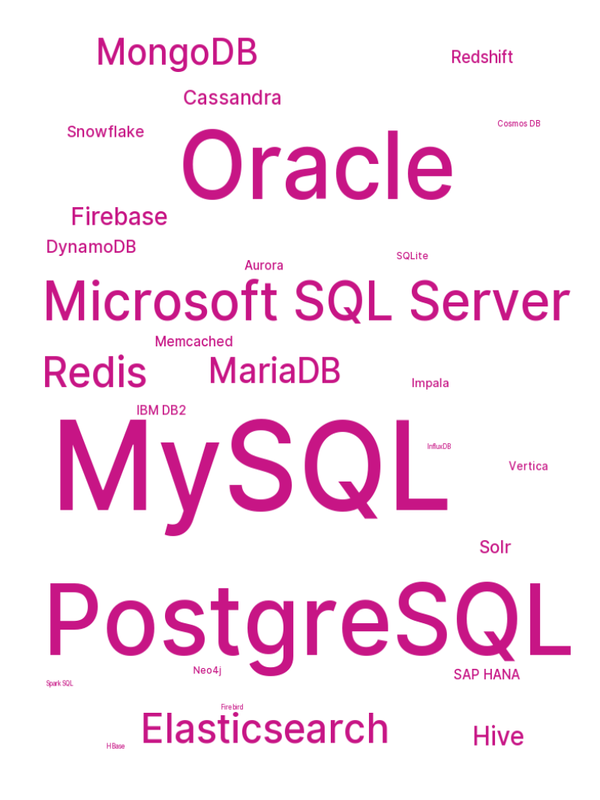 MongoDB
Redshift
Cassandra
Cosmos DB
Snowflake
Oracle
Firebase
DynamoDB
SQLite
Aurora
Microsoft SQL Server
Memcached
Redis
MariaDB
Impala
IBM DB2
MySQL
InfluxDB
Vertica
Solr
PostgreSQL
Neo4j
SAP HANA
Spark SQL
Firebird
Elasticsearch
Hive
HBase